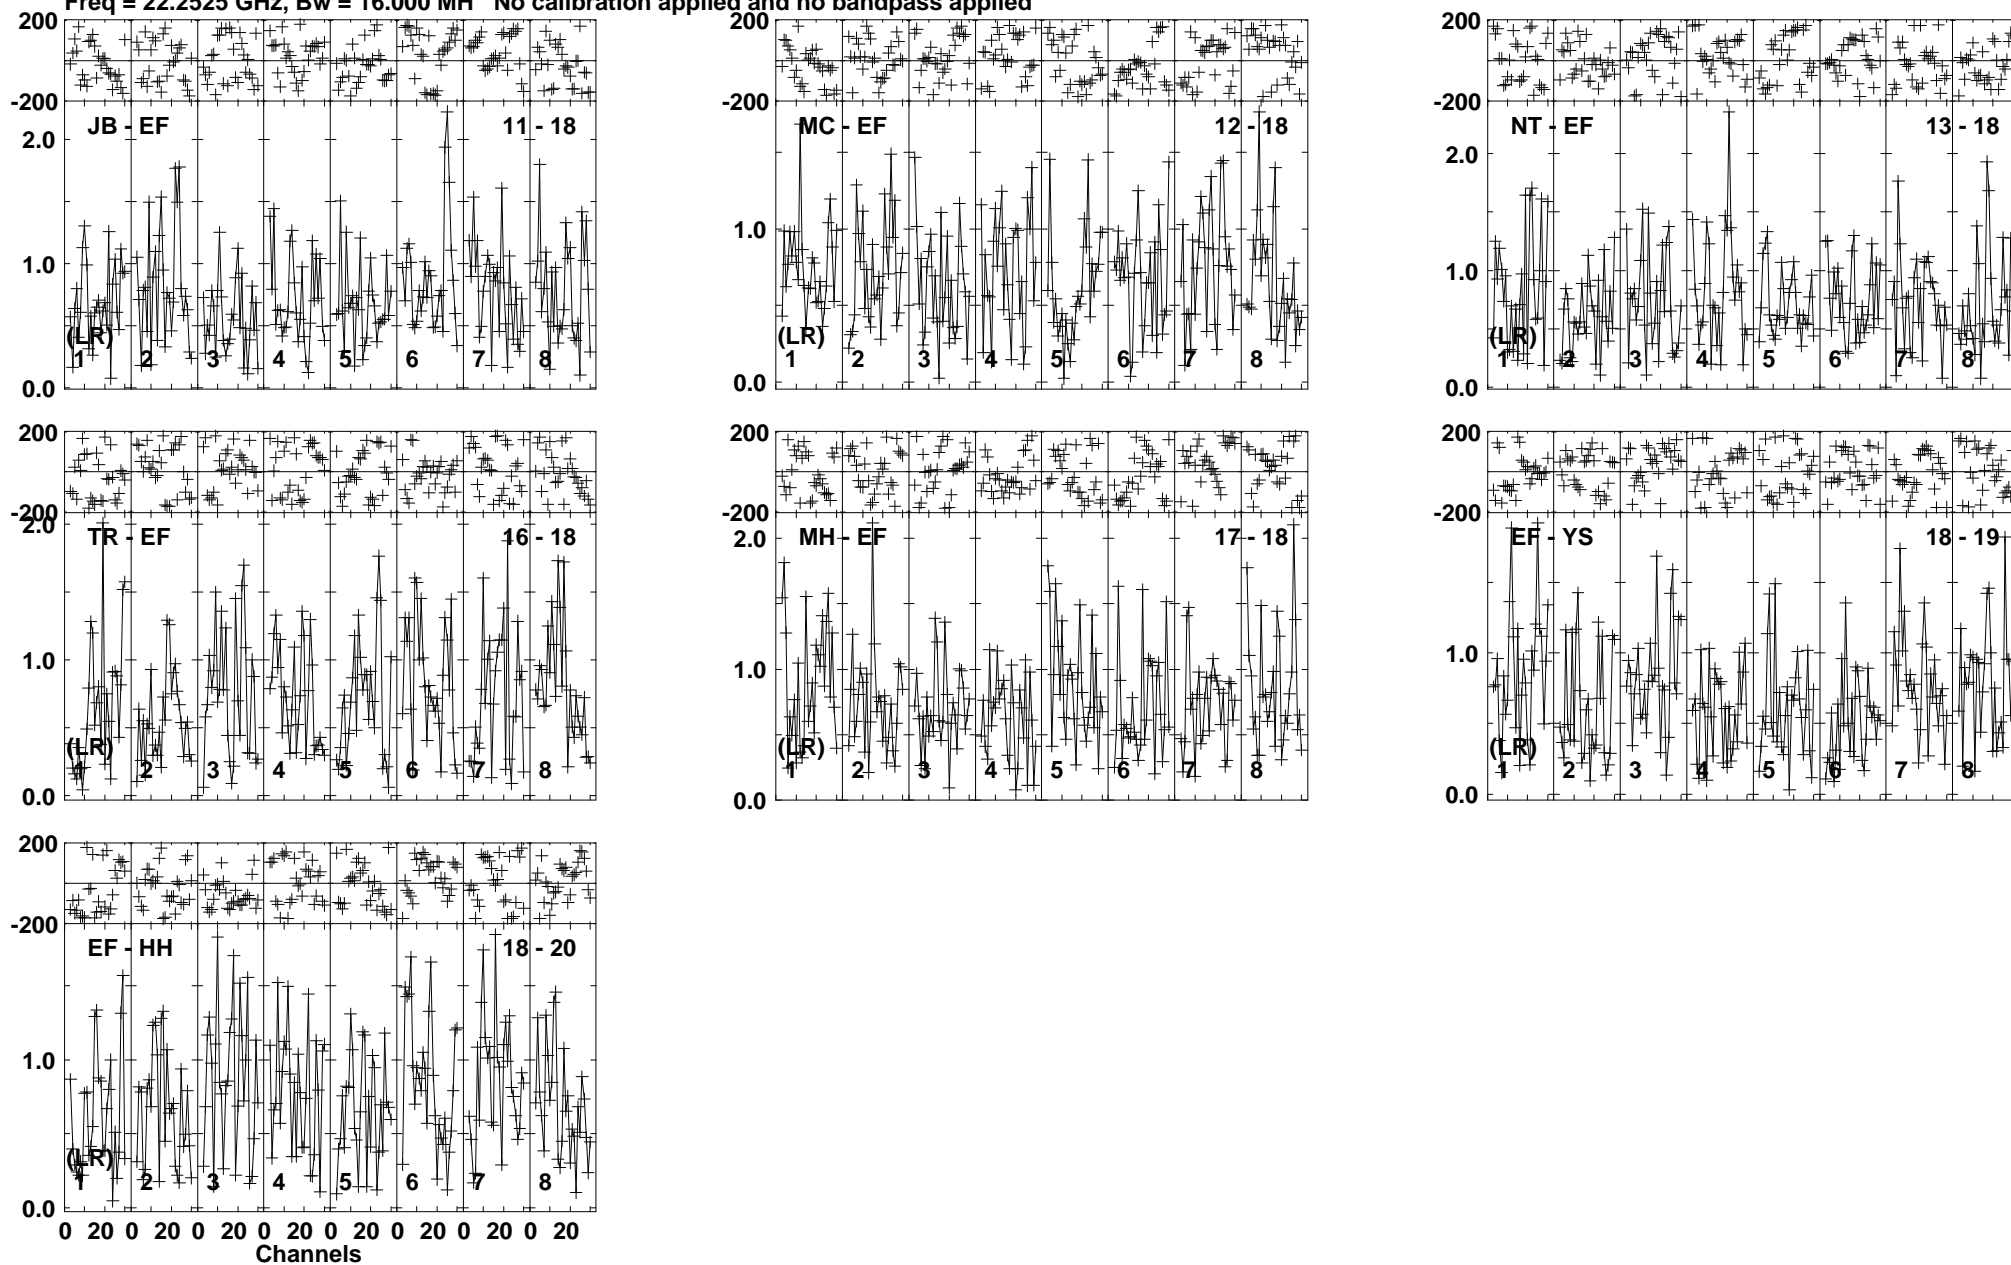 Freq = 22.2525 GHz, Bw = 16.000 MH No calibration applied and no bandpass applied
200
-200
JB - EF 11 - 18
2.0
1.0
0.0
(LR)
1 2 3 4 5 6 7 8
200
-200
MC - EF 12 - 18
1.0
0.0
(LR)
1 2 3 4 5 6 7 8
200
-200
NT - EF 13 - 18
2.0
1.0
0.0
(LR)
1 2 3 4 5 6 7 8
200
-200
TR - EF 16 - 18
2.0
1.0
0.0
(LR)
1 2 3 4 5 6 7 8
200
-200
MH - EF 17 - 18
2.0
1.0
0.0
(LR)
1 2 3 4 5 6 7 8
200
-200
EF - YS 18 - 19
1.0
0.0
(LR)
1 2 3 4 5 6 7 8
200
-200
EF - HH 18 - 20
1.0
0.0
(LR)
1 2 3 4 5 6 7 8
0 20 0 20 0 20 0 20 0 20 0 20 0 20 0 20
Channels